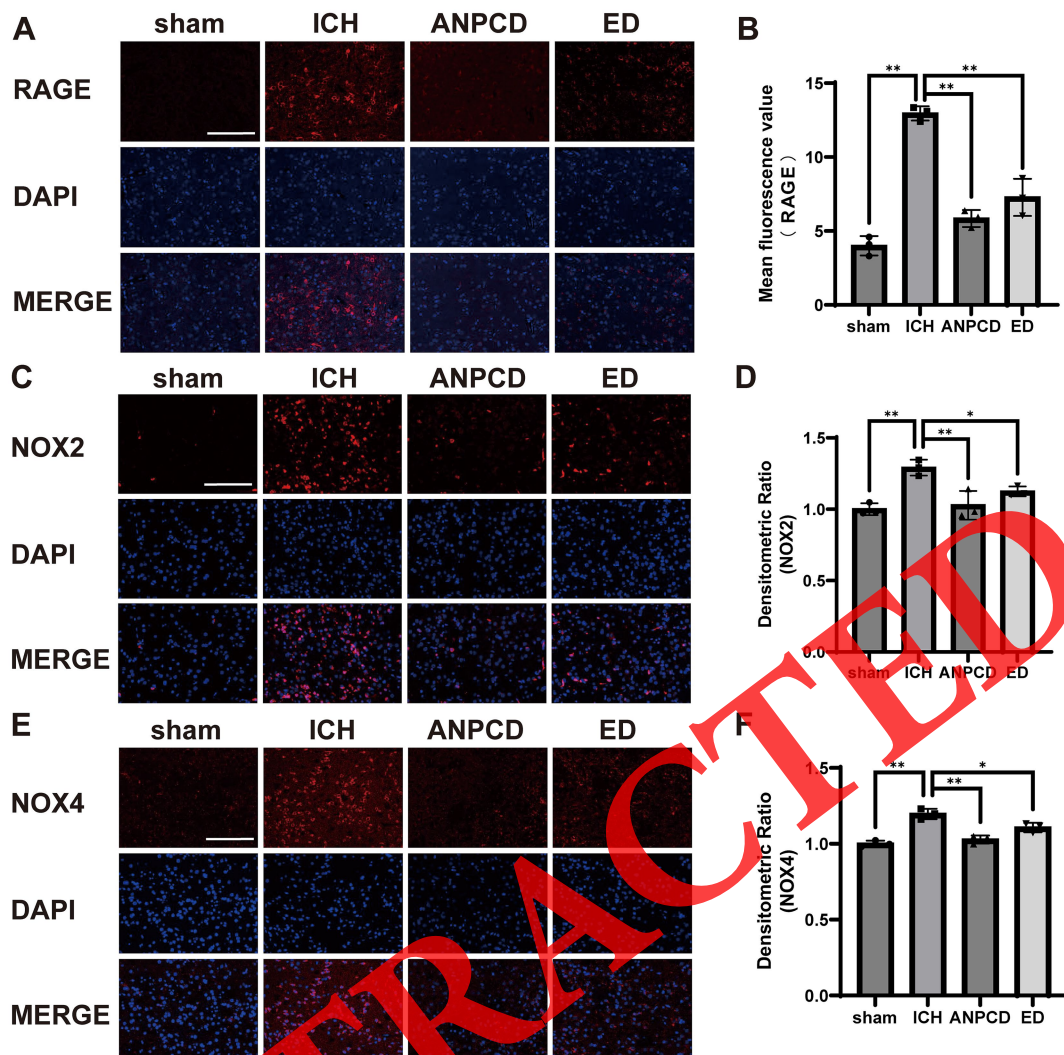 A
sham ICH ANPCD ED
RAGE
DAPI
MERGE
B
** **
**
15
10
5
0
Mean fluorescence value
( RAGE )
sham ICH ANPCD ED
C
sham ICH ANPCD ED
NOX2
DAPI
MERGE
D
** *
**
1.5
1.0
0.5
0.0
Densitometric Ratio
(NOX2)
sham ICH ANPCD ED
E
sham ICH ANPCD ED
NOX4
DAPI
MERGE
F
** *
**
1.5
1.0
0.5
0.0
Densitometric Ratio
(NOX4)
sham ICH ANPCD ED
TRACTED